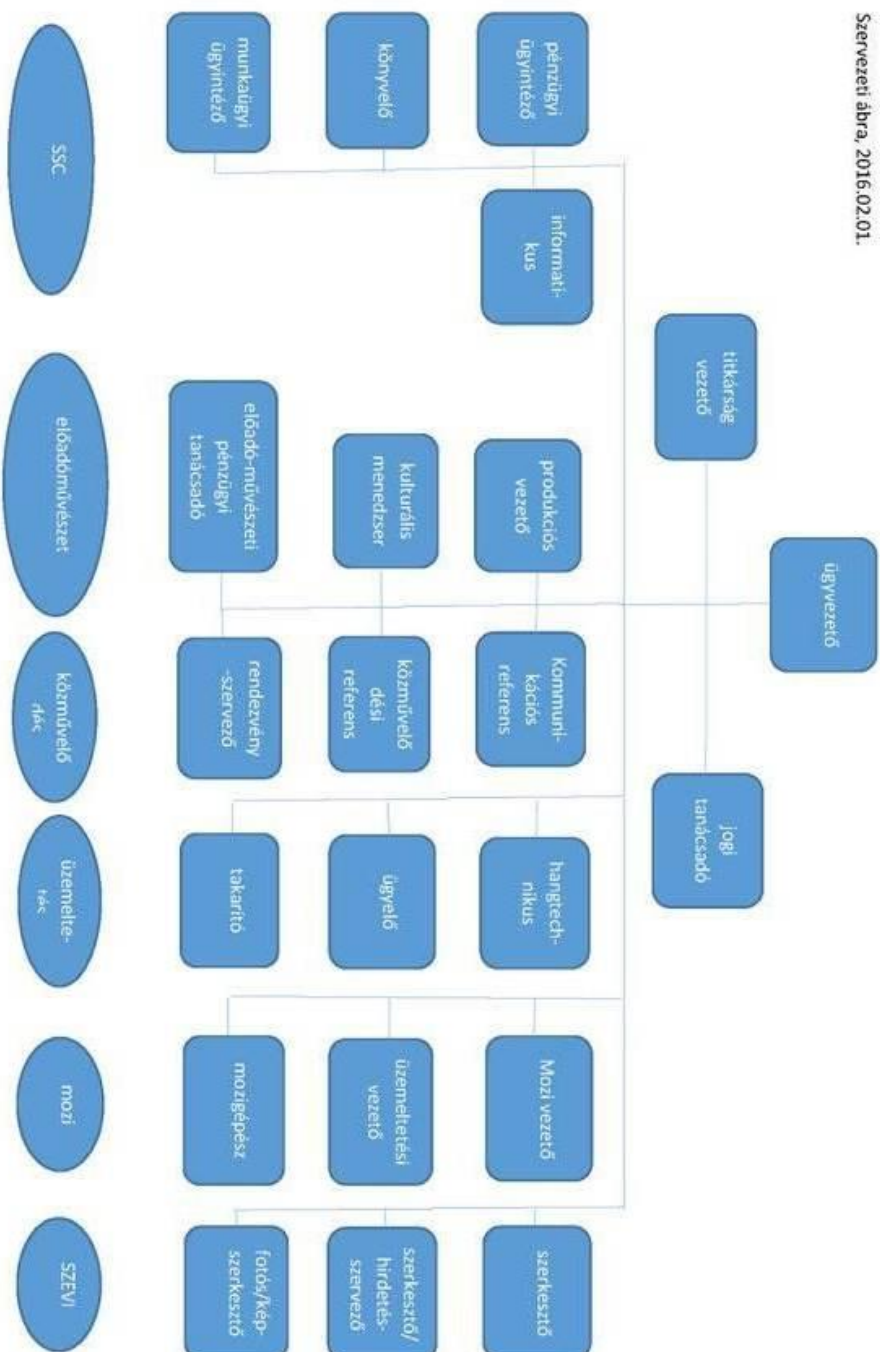 Szervezeti ábra, 2016.02.01.
ügyvezető
titkárság
vezető
jogi
tanácsadó
pénzügyi
ügyintéző
informati-
kus
könyvelő
munkaügyi
ügyintéző
SSC
produkciós
vezető
Kommuni-
kációs
referens
kulturális
menedzser
közművelő
dési
referens
előadó-művészeti
pénzügyi
tanácsadó
rendezvény
-szervező
előadóművészet
közművelő
dés
hangtech-
nikus
ügyelő
takarító
üzemelte-
tés
Mozi vezető
üzemeltetési
vezető
mozigépész
mozi
szerkesztő
szerkesztő/
hirdetés-
szervező
fotós/kép-
szerkesztő
SZEVI